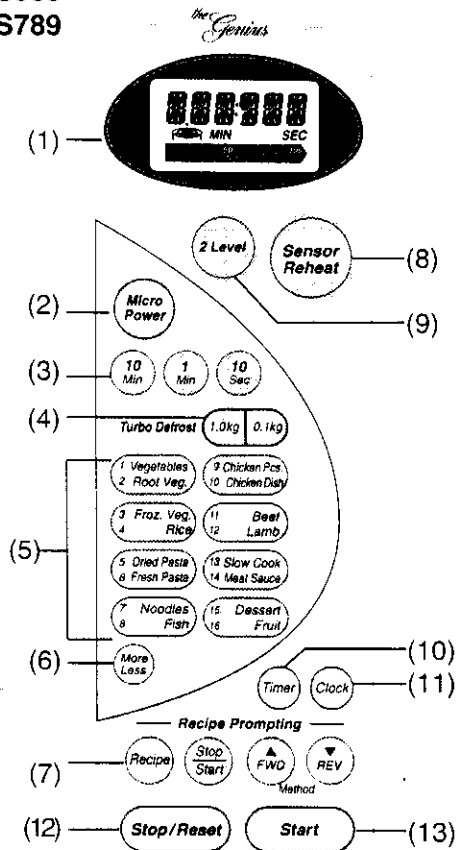 S789
the Genius
MIN SEC
(1)
2 Level
Sensor Reheat
(8)
(9)
(2)
Micro Power
(3)
10 Min
1 Min
10 Sec
(4)
Turbo Defrost
1.0kg 0.1kg
(5)
1 Vegetables
2 Root Veg.
9 Chicken Pcs.
10 Chicken Dish
3 Froz. Veg.
4 Rice
11 Beef
12 Lamb
5 Dried Pasta
6 Fresh Pasta
13 Slow Cook
14 Meat Sauce
7 Noodles
8 Fish
15 Dessert
16 Fruit
(6)
More Less
(10)
Timer
Clock
(11)
Recipe Prompting
(7)
Recipe
Stop Start
FWD
REV
Method
(12)
Stop/Reset
Start
(13)